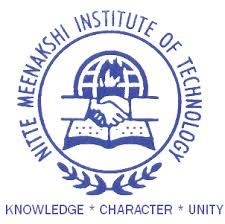 NITTE MEENAKSHI INSTITUTE OF TECHNOLOGY
KNOWLEDGE * CHARACTER * UNITY